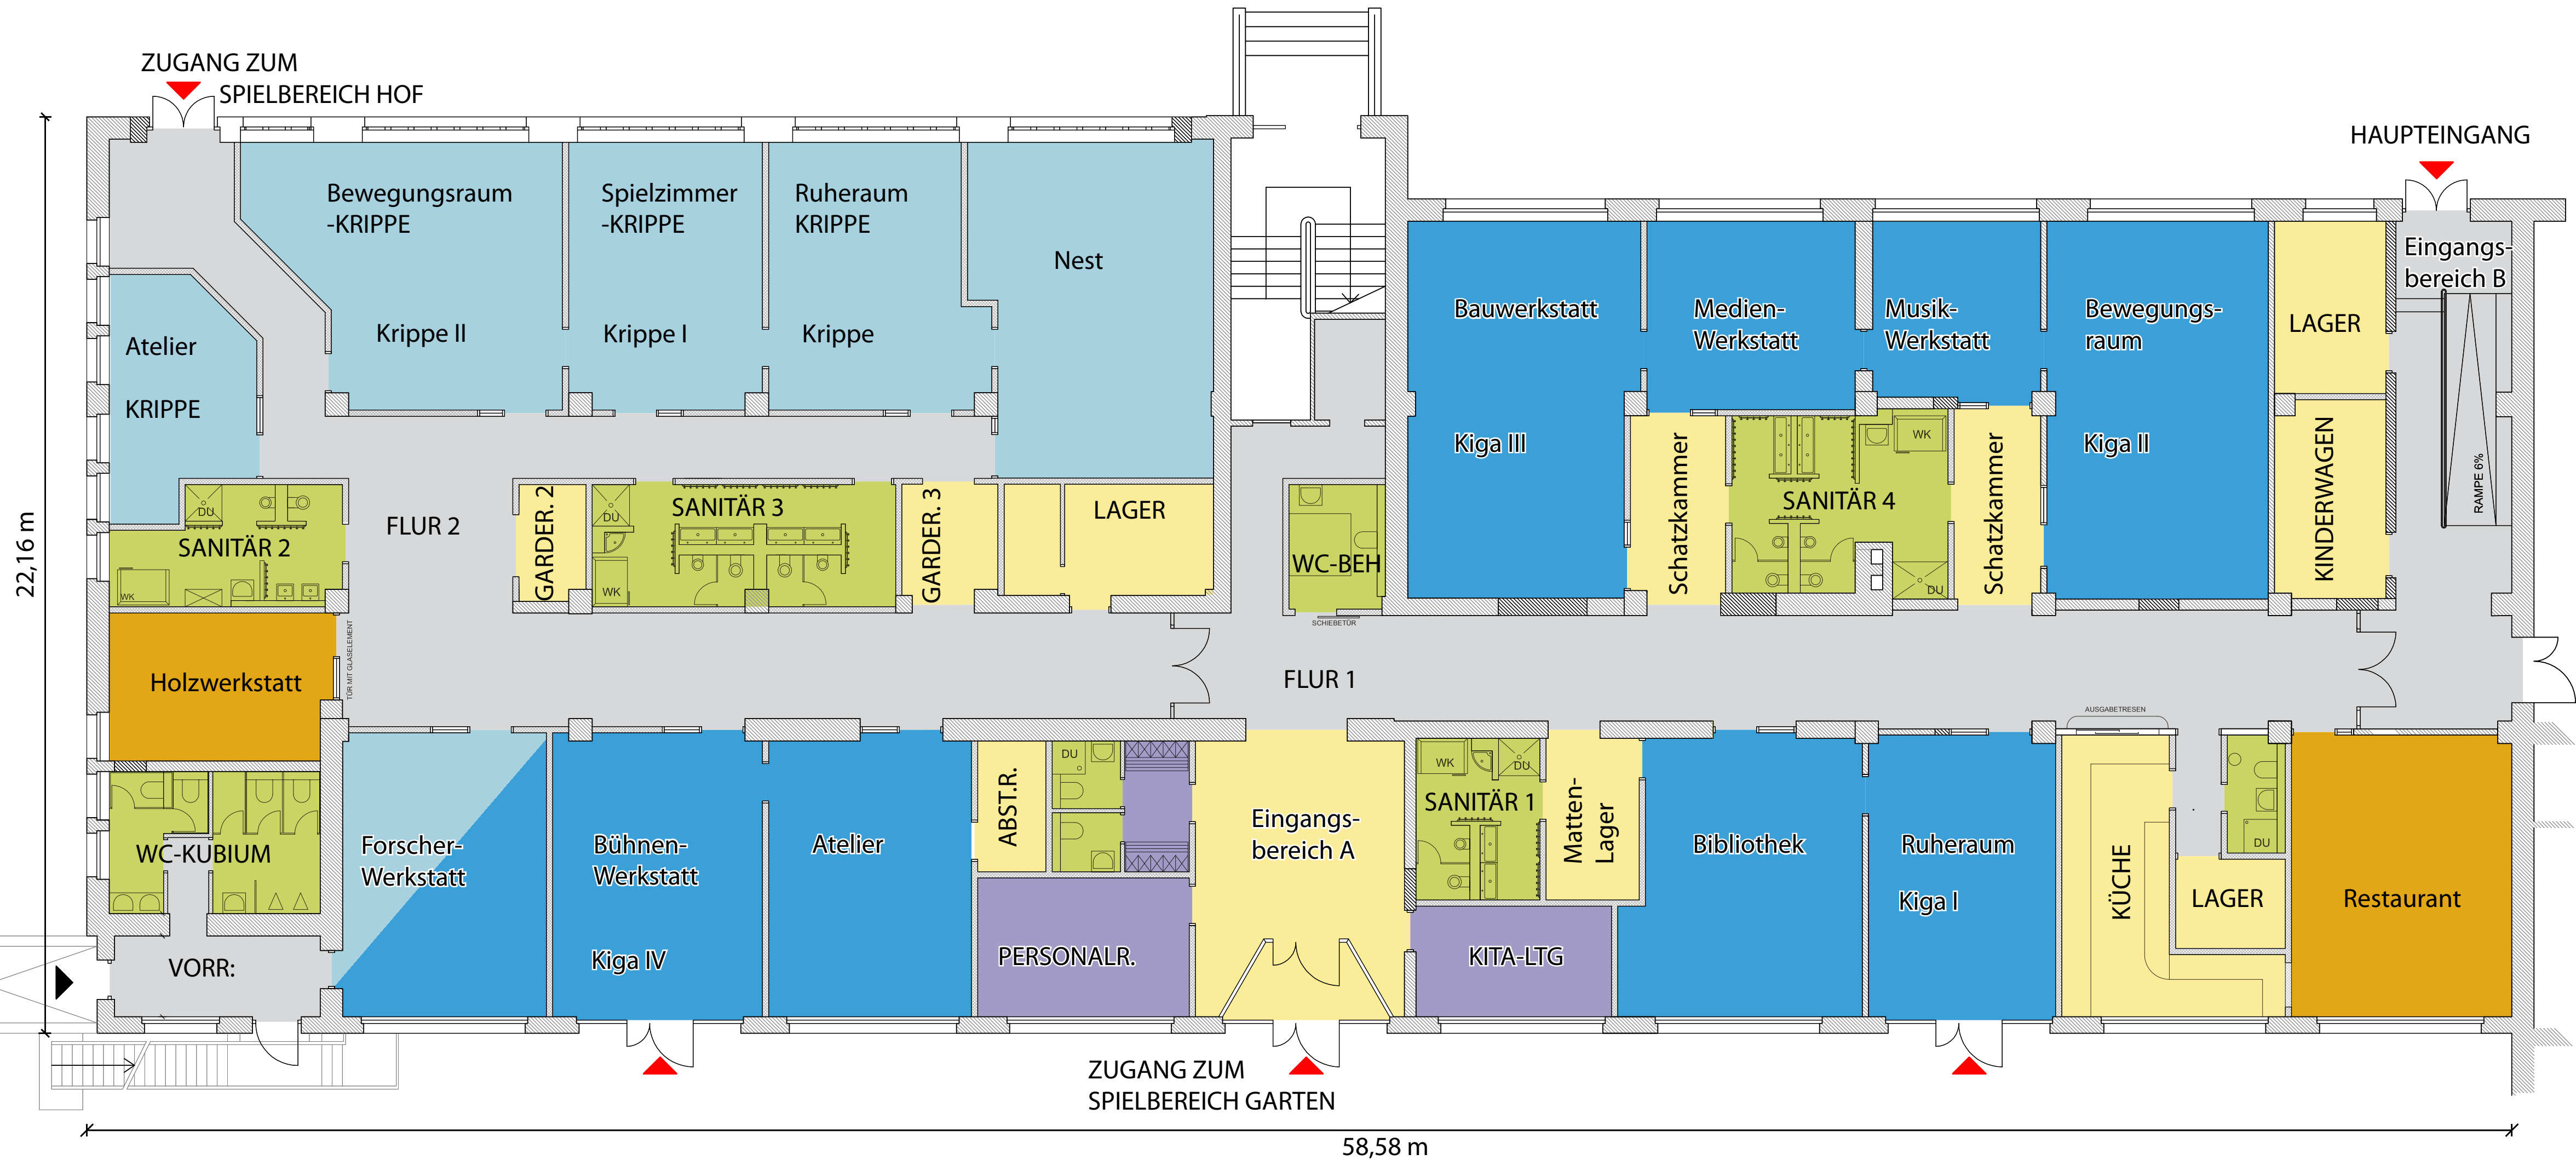 ZUGANG ZUM
SPIELBEREICH HOF
HAUPTEINGANG
Bewegungsraum
-KRIPPE
Krippe II
Spielzimmer
-KRIPPE
Krippe I
Ruheraum
KRIPPE
Krippe
Nest
Atelier
KRIPPE
Bauwerkstatt
Kiga III
Medien-
Werkstatt
Musik-
Werkstatt
Bewegungs-
raum
Kiga II
LAGER
Eingangs-
bereich B
KINDERWAGEN
RAMPE 6%
22,16 m
DU
SANITÄR 2
WK
FLUR 2
GARDER. 2
DU
SANITÄR 3
WK
GARDER. 3
LAGER
WC-BEH
SCHIEBETÜR
Schatzkammer
WK
SANITÄR 4
DU
Schatzkammer
Holzwerkstatt
TÜR MIT GLASELEMENT
FLUR 1
AUSGABETRESEN
WC-KUBIUM
VORR:
Forscher-
Werkstatt
Bühnen-
Werkstatt
Kiga IV
Atelier
ABST.R.
DU
PERSONALR.
Eingangs-
bereich A
WK
DU
SANITÄR 1
Matten-
Lager
KITA-LTG
Bibliothek
Ruheraum
Kiga I
KÜCHE
DU
LAGER
Restaurant
ZUGANG ZUM
SPIELBEREICH GARTEN
58,58 m